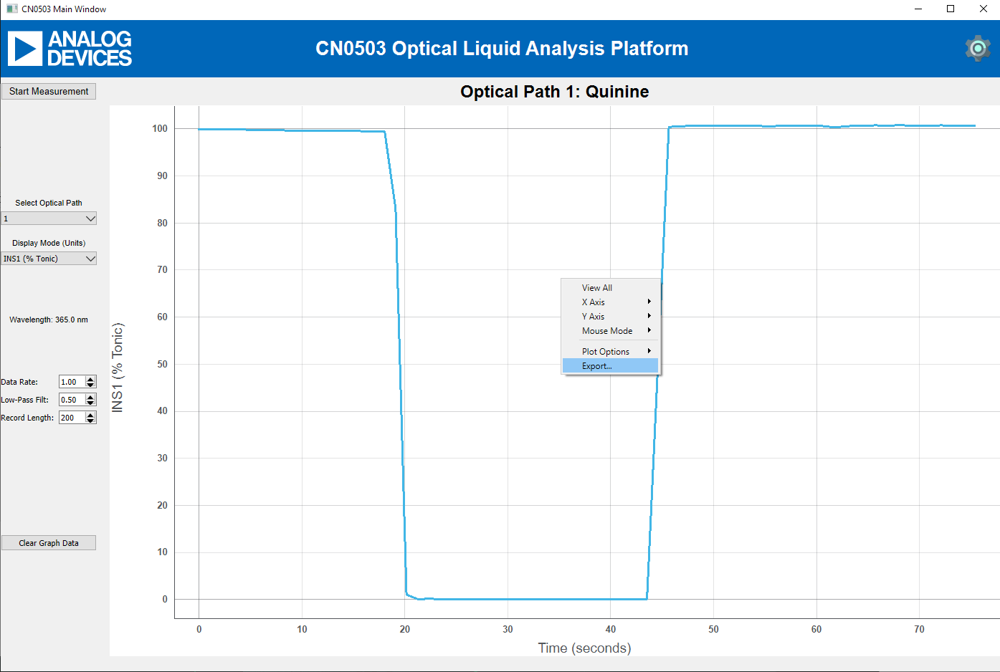 CN0503 Main Window
ANALOG
DEVICES
CN0503 Optical Liquid Analysis Platform
Start Measurement
Optical Path 1: Quinine
Select Optical Path
1
Display Mode (Units)
INS1 (% Tonic)
Wavelength: 365.0 nm
Data Rate: 1.00
Low-Pass Filt: 0.50
Record Length: 200
Clear Graph Data
INS1 (% Tonic)
100
90
80
70
60
50
40
30
20
10
0
View All
X Axis
Y Axis
Mouse Mode
Plot Options
Export...
0 10 20 30 40 50 60 70
Time (seconds)